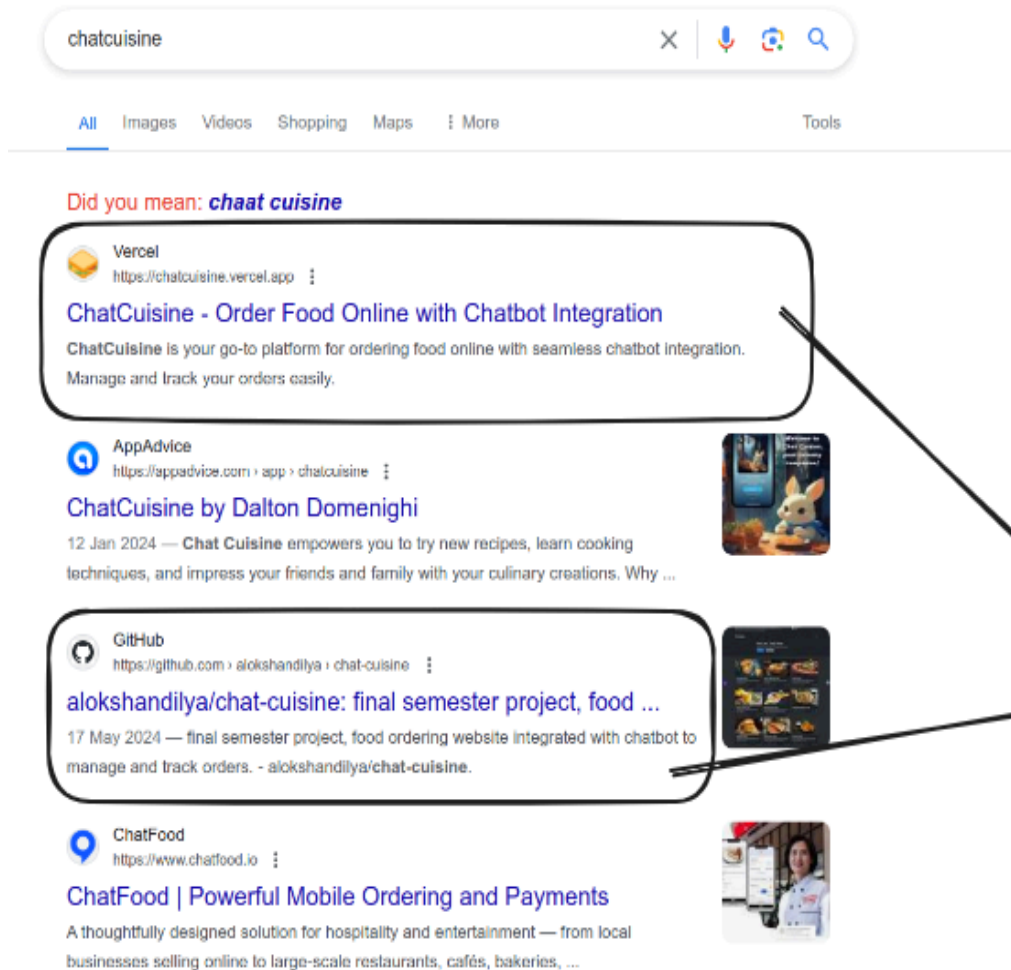 chatcuisine
All Images Videos Shopping Maps More Tools
Did you mean: chaat cuisine
Vercel
https://chatcuisine.vercel.app
ChatCuisine - Order Food Online with Chatbot Integration
ChatCuisine is your go-to platform for ordering food online with seamless chatbot integration.
Manage and track your orders easily.
AppAdvice
https://appadvice.com › app › chatcuisine
ChatCuisine by Dalton Domenighi
12 Jan 2024 — Chat Cuisine empowers you to try new recipes, learn cooking
techniques, and impress your friends and family with your culinary creations. Why ...
GitHub
https://github.com › alokshandilya › chat-cuisine
alokshandilya/chat-cuisine: final semester project, food ...
17 May 2024 — final semester project, food ordering website integrated with chatbot to
manage and track orders. - alokshandilya/chat-cuisine.
ChatFood
https://www.chatfood.io
ChatFood | Powerful Mobile Ordering and Payments
A thoughtfully designed solution for hospitality and entertainment — from local
businesses selling online to large-scale restaurants, cafés, bakeries, ...